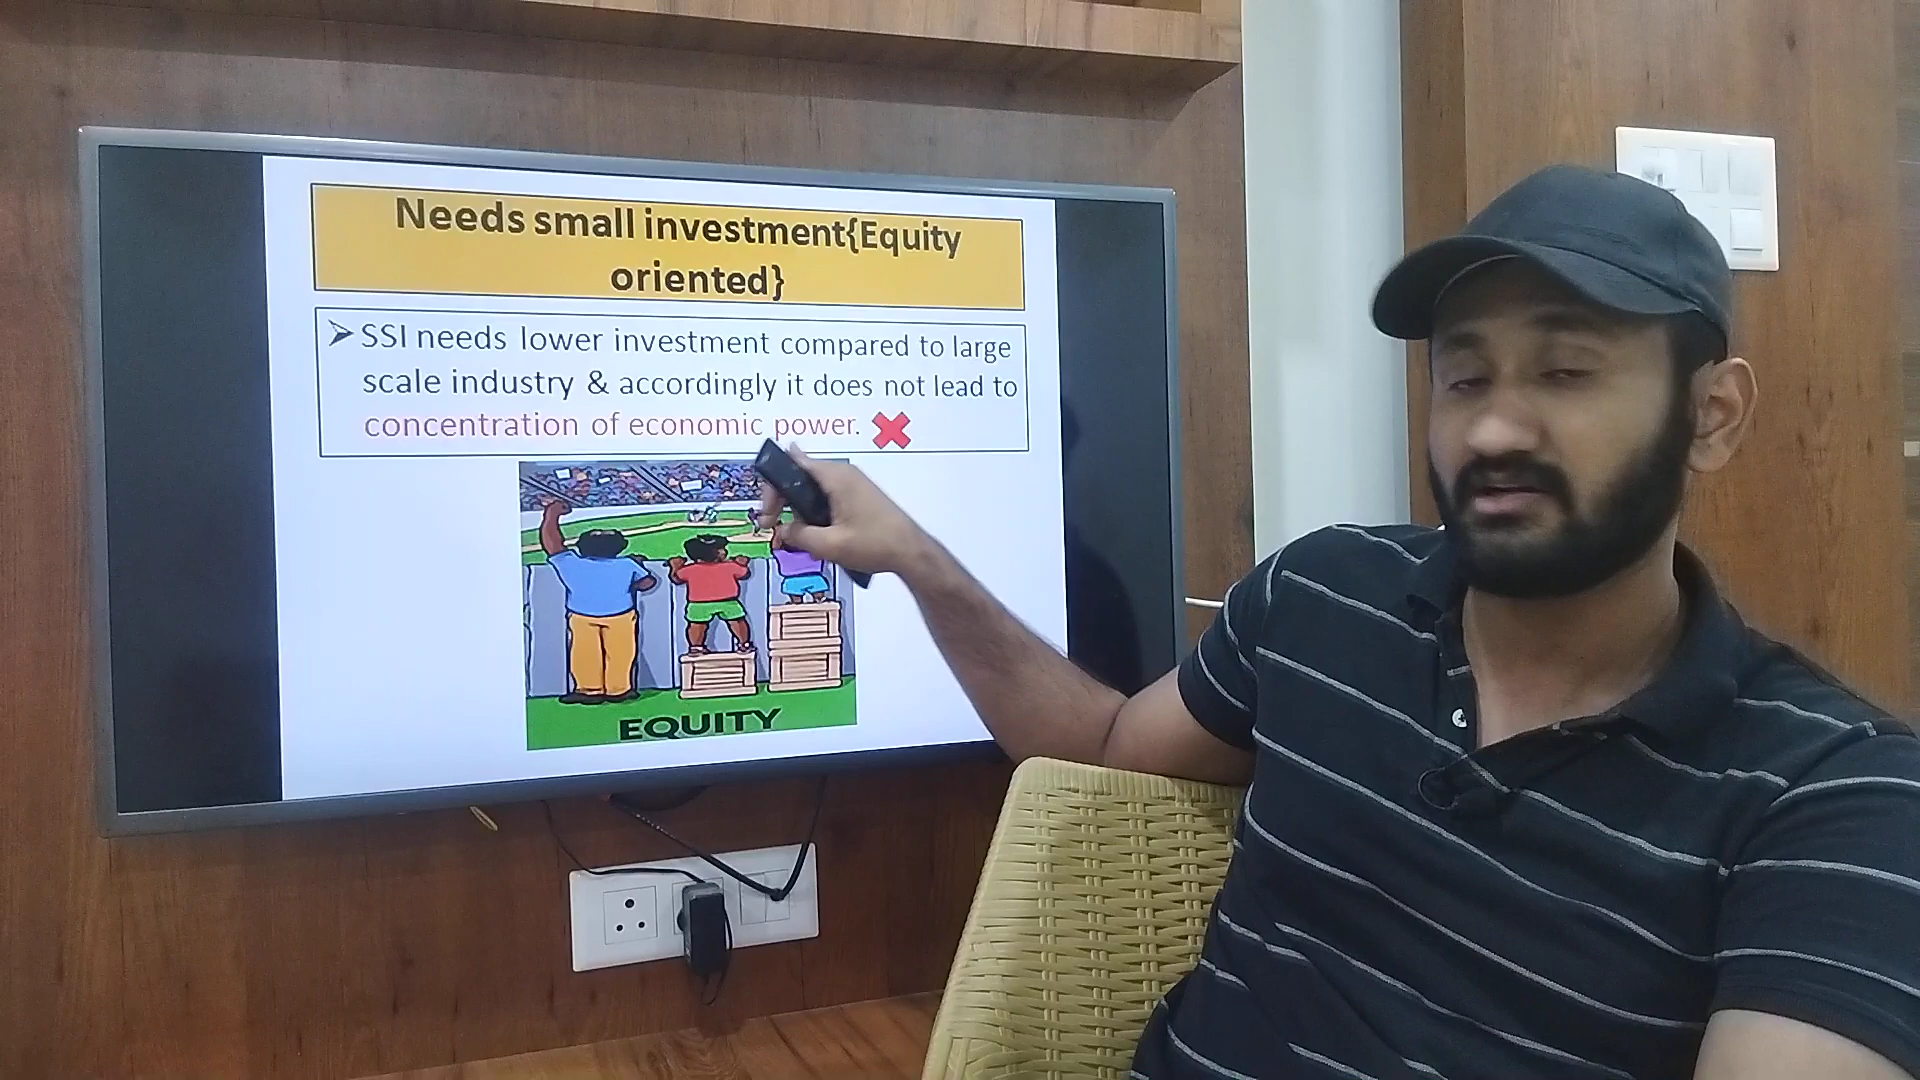 Needs small investment{Equity
oriented}
SSI needs lower investment compared to large
scale industry & accordingly it does not lead to
concentration of economic power.
EQUITY